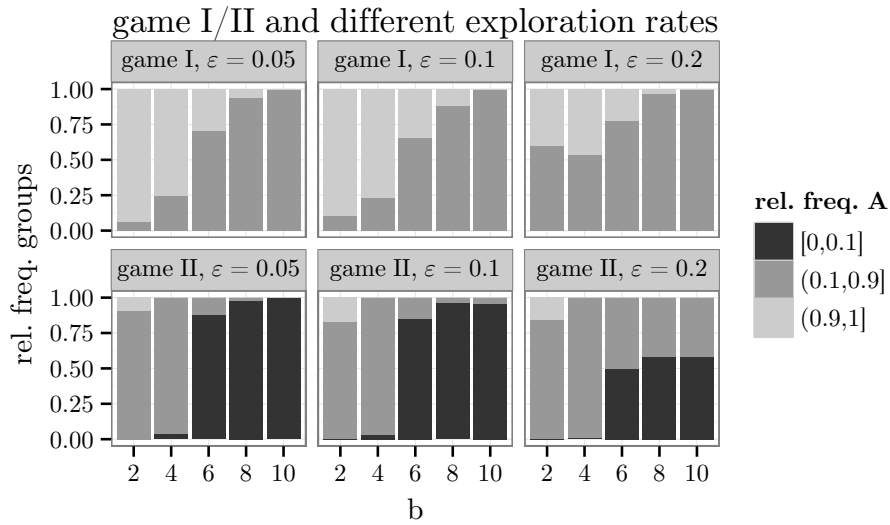 game I/II and different exploration rates
game I, ε = 0.05
game I, ε = 0.1
game I, ε = 0.2
1.00
0.75
0.50
0.25
0.00
game II, ε = 0.05
game II, ε = 0.1
game II, ε = 0.2
1.00
0.75
0.50
0.25
0.00
rel. freq. groups
2 4 6 8 10
2 4 6 8 10
2 4 6 8 10
b
rel. freq. A
[0,0.1]
(0.1,0.9]
(0.9,1]